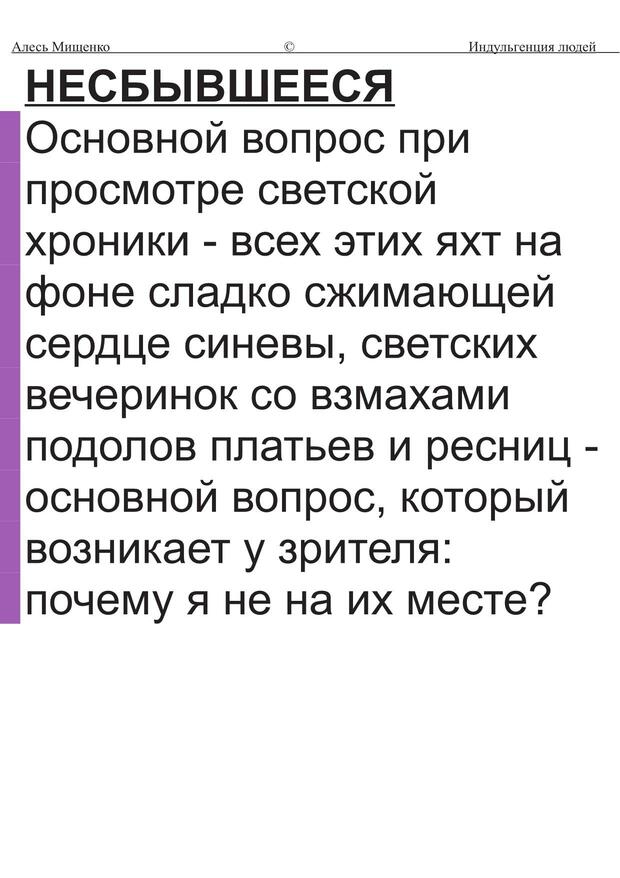 Алесь Мищенко © Индульгенция людей
НЕСБЫВШЕЕСЯ
Основной вопрос при
просмотре светской
хроники - всех этих яхт на
фоне сладко сжимающей
сердце синевы, светских
вечеринок со взмахами
подолов платьев и ресниц -
основной вопрос, который
возникает у зрителя:
почему я не на их месте?